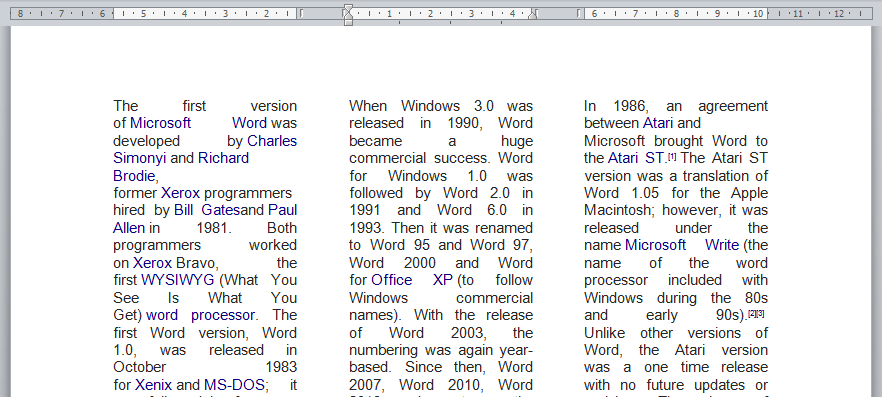 8 7 6 5 4 3 2 1 2 3 4 6 7 8 9 10 11 12
The first version
of Microsoft Word was
developed by Charles
Simonyi and Richard
Brodie,
former Xerox programmers
hired by Bill Gatesand Paul
Allen in 1981. Both
programmers worked
on Xerox Bravo, the
first WYSIWYG (What You
See Is What You
Get) word processor. The
first Word version, Word
1.0, was released in
October 1983
for Xenix and MS-DOS; it
When Windows 3.0 was
released in 1990, Word
became a huge
commercial success. Word
for Windows 1.0 was
followed by Word 2.0 in
1991 and Word 6.0 in
1993. Then it was renamed
to Word 95 and Word 97,
Word 2000 and Word
for Office XP (to follow
Windows commercial
names). With the release
of Word 2003, the
numbering was again year-
based. Since then, Word
2007, Word 2010, Word
In 1986, an agreement
between Atari and
Microsoft brought Word to
the Atari ST.[1] The Atari ST
version was a translation of
Word 1.05 for the Apple
Macintosh; however, it was
released under the
name Microsoft Write (the
name of the word
processor included with
Windows during the 80s
and early 90s).[2][3]
Unlike other versions of
Word, the Atari version
was a one time release
with no future updates or